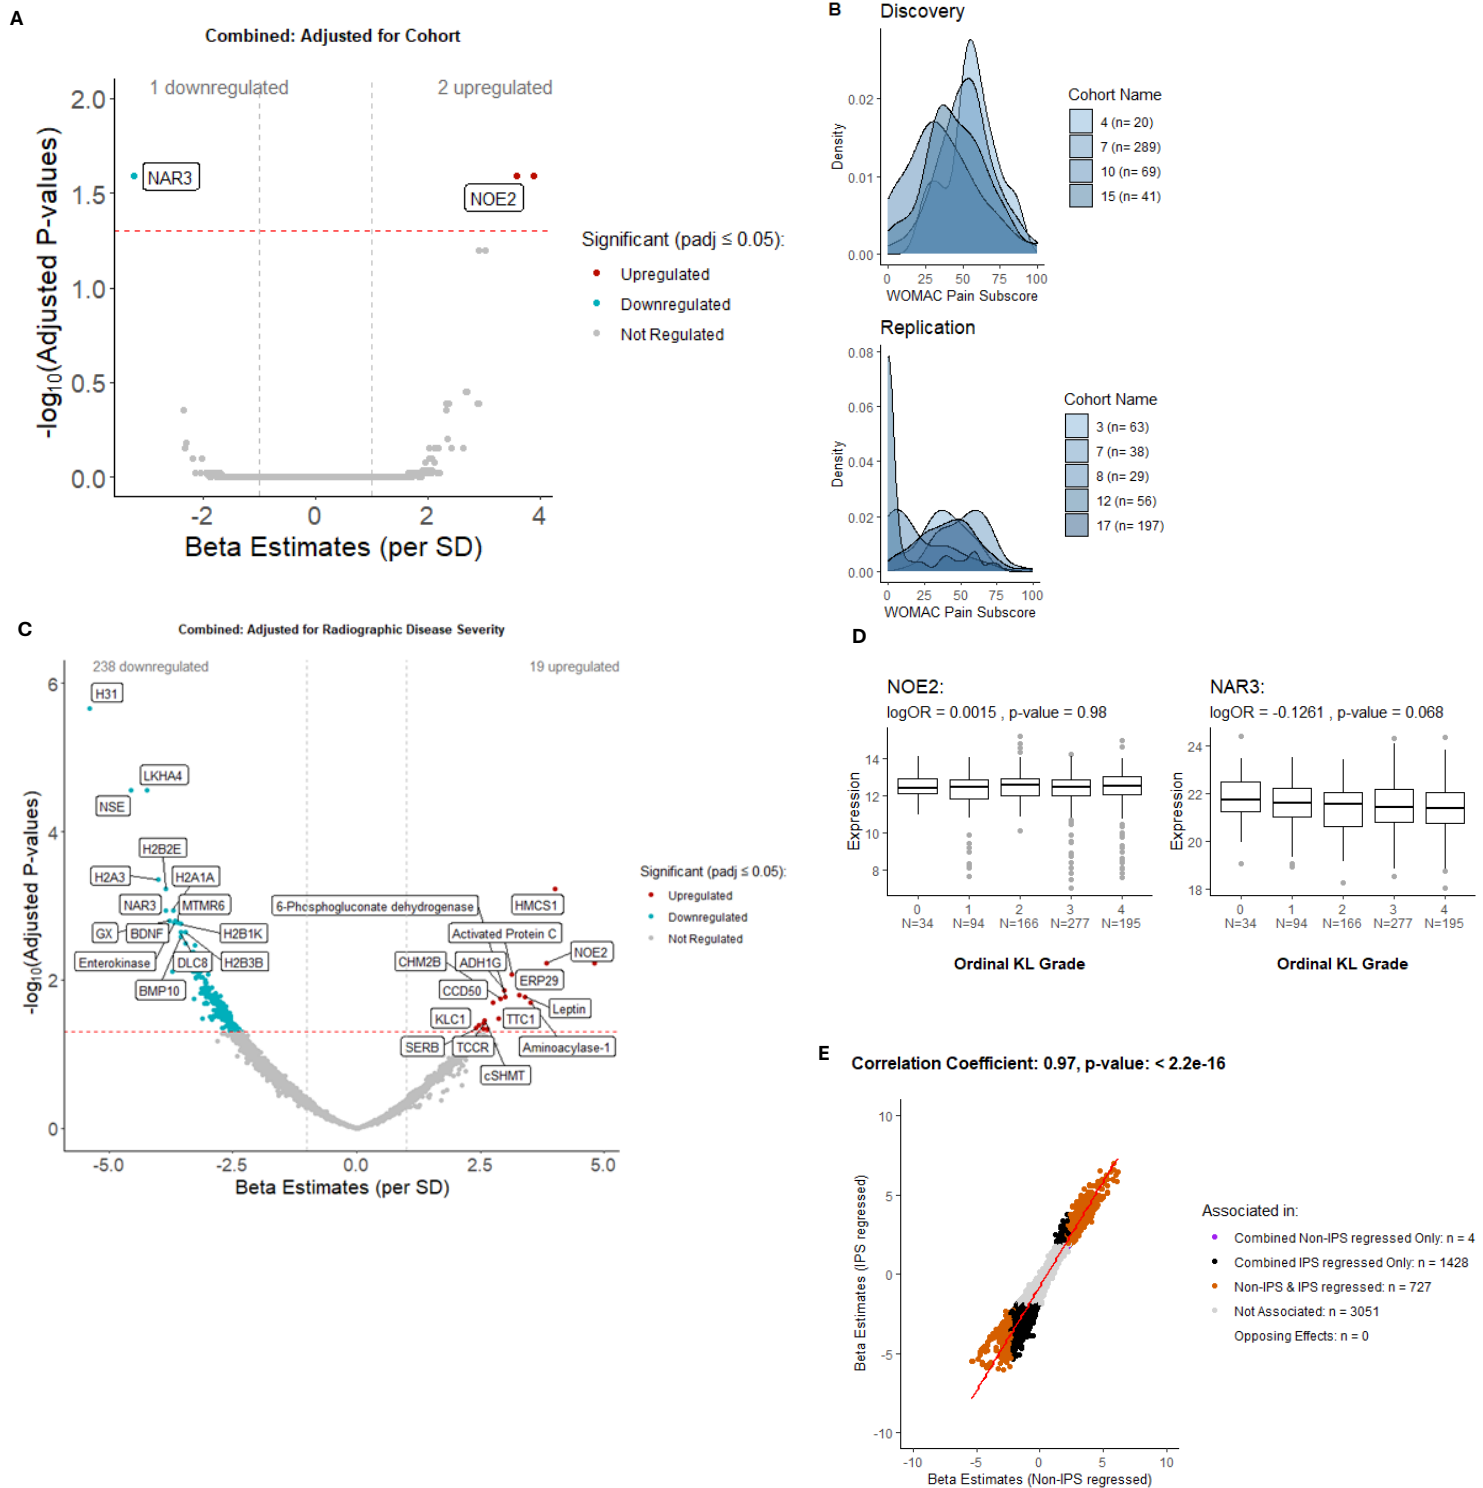 A
Combined: Adjusted for Cohort
1 downregulated
2 upregulated
2.0
1.5
1.0
0.5
0.0
-log10(Adjusted P-values)
NAR3
NOE2
-2
0
2
4
Beta Estimates (per SD)
Significant (padj ≤ 0.05):
Upregulated
Downregulated
Not Regulated
B
Discovery
0.02
0.01
0.00
Density
0
25
50
75
100
WOMAC Pain Subscore
Cohort Name
4 (n= 20)
7 (n= 289)
10 (n= 69)
15 (n= 41)
Replication
0.08
0.06
0.04
0.02
0.00
Density
0
25
50
75
100
WOMAC Pain Subscore
Cohort Name
3 (n= 63)
7 (n= 38)
8 (n= 29)
12 (n= 56)
17 (n= 197)
C
Combined: Adjusted for Radiographic Disease Severity
238 downregulated
19 upregulated
6
4
2
0
-log10(Adjusted P-values)
H31
LKHA4
NSE
H2B2E
H2A3
H2A1A
NAR3
MTMR6
GX
BDNF
H2B1K
Enterokinase
DLC8
H2B3B
BMP10
6-Phosphogluconate dehydrogenase
HMCS1
Activated Protein C
NOE2
CHM2B
ADH1G
ERP29
CCD50
Leptin
KLC1
TTC1
SERB
TCCR
Aminoacylase-1
cSHMT
-5.0
-2.5
0.0
2.5
5.0
Beta Estimates (per SD)
Significant (padj ≤ 0.05):
Upregulated
Downregulated
Not Regulated
D
NOE2:
logOR = 0.0015 , p-value = 0.98
14
12
10
8
Expression
0
1
2
3
4
N=34
N=94
N=166
N=277
N=195
Ordinal KL Grade
NAR3:
logOR = -0.1261 , p-value = 0.068
24
22
20
18
Expression
0
1
2
3
4
N=34
N=94
N=166
N=277
N=195
Ordinal KL Grade
E
Correlation Coefficient: 0.97, p-value: < 2.2e-16
10
5
0
-5
-10
Beta Estimates (IPS regressed)
-10
-5
0
5
10
Beta Estimates (Non-IPS regressed)
Associated in:
Combined Non-IPS regressed Only: n = 4
Combined IPS regressed Only: n = 1428
Non-IPS & IPS regressed: n = 727
Not Associated: n = 3051
Opposing Effects: n = 0